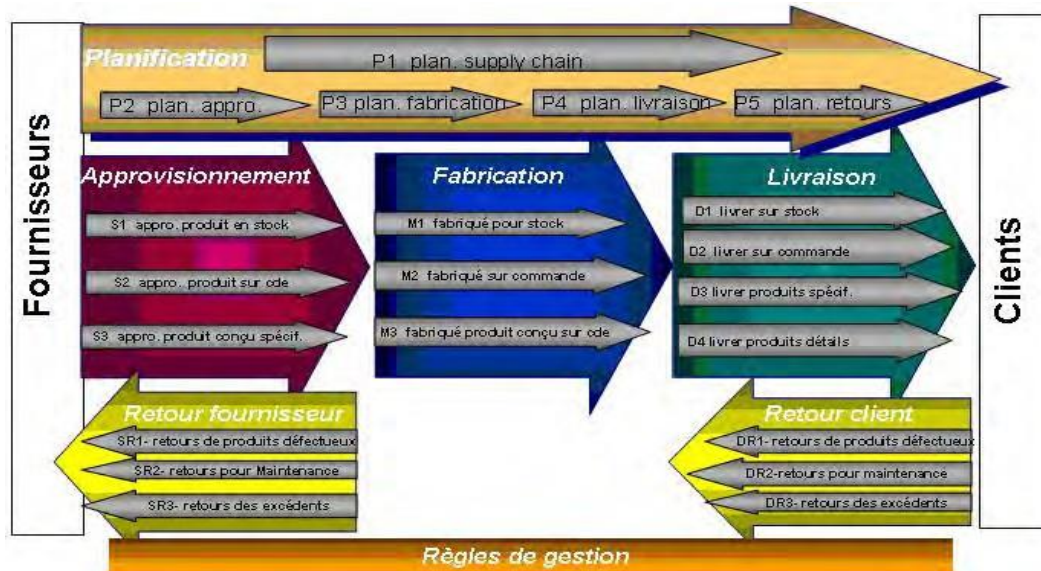 Fournisseurs
Planification
P1 plan. supply chain
P2 plan. appro.
P3 plan. fabrication
P4 plan. livraison
P5 plan. retours
Approvisionnement
S1 appro. produit en stock
S2 appro. produit sur cde
S3 appro. produit conçu spécif.
Fabrication
M1 fabriqué pour stock
M2 fabriqué sur commande
M3 fabriqué produit conçu sur cde
Livraison
D1 livrer sur stock
D2 livrer sur commande
D3 livrer produits spécif.
D4 livrer produits détails
Clients
Retour fournisseur
SR1- retours de produits défectueux
SR2- retours pour Maintenance
SR3- retours des excédents
Retour client
DR1- retours de produits défectueux
DR2-retours pour maintenance
DR3- retours des excédents
Règles de gestion